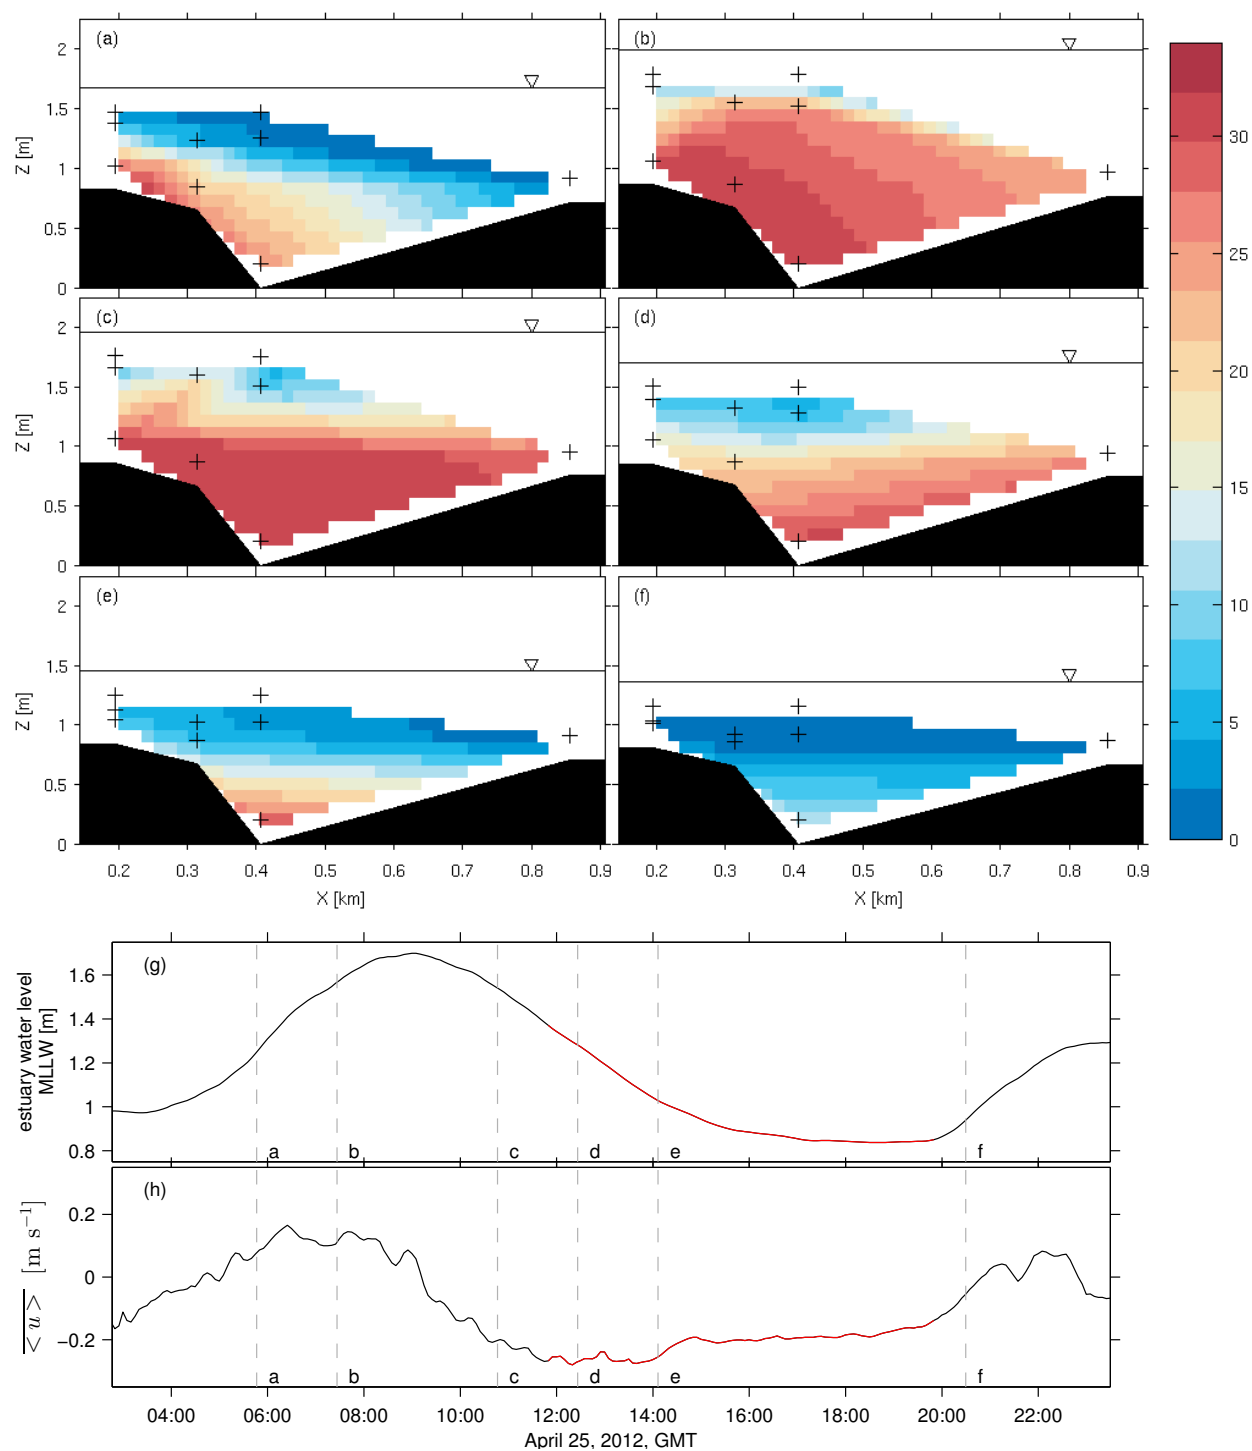 (a)
(b)
2
1.5
1
0.5
0
Z [m]
30
25
20
15
10
5
0
(c)
(d)
2
1.5
1
0.5
0
Z [m]
(e)
(f)
2
1.5
1
0.5
0
Z [m]
0.2 0.3 0.4 0.5 0.6 0.7 0.8 0.9
0.2 0.3 0.4 0.5 0.6 0.7 0.8 0.9
X [km]
X [km]
(g)
1.6
1.4
1.2
1
0.8
estuary water level
MLLW [m]
a b c d e f
(h)
0.2
0
−0.2
< u > [m s−1]
a b c d e f
04:00 06:00 08:00 10:00 12:00 14:00 16:00 18:00 20:00 22:00
April 25, 2012, GMT